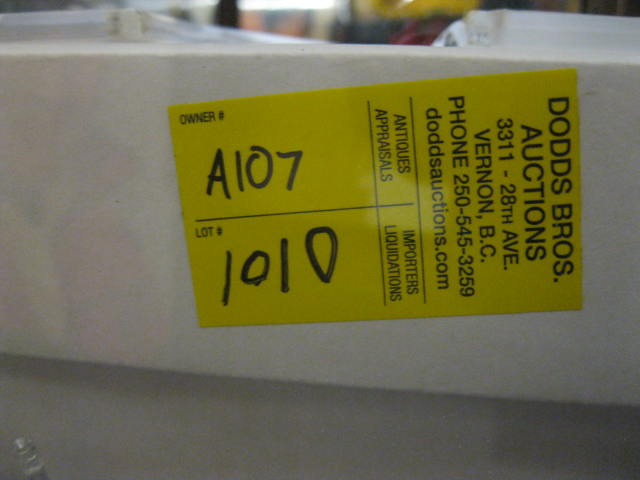 OWNER #
A107
LOT #
1010
DODDS BROS.
AUCTIONS
3311 - 28TH AVE.
VERNON, B.C.
PHONE 250-545-3259
doddsauctions.com
ANTIQUES
APPRAISALS
IMPORTERS
LIQUIDATIONS